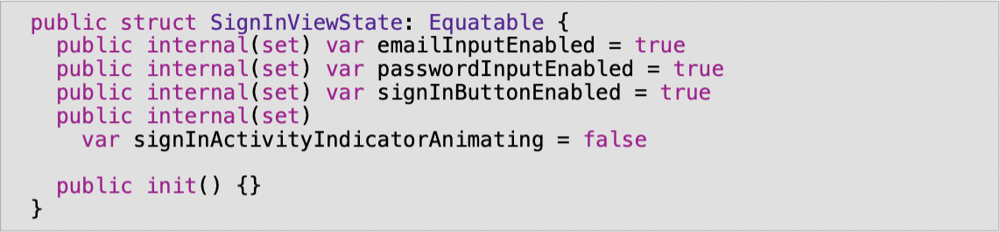 public struct SignInViewState: Equatable {
  public internal(set) var emailInputEnabled = true
  public internal(set) var passwordInputEnabled = true
  public internal(set) var signInButtonEnabled = true
  public internal(set)
    var signInActivityIndicatorAnimating = false

  public init() {}
}